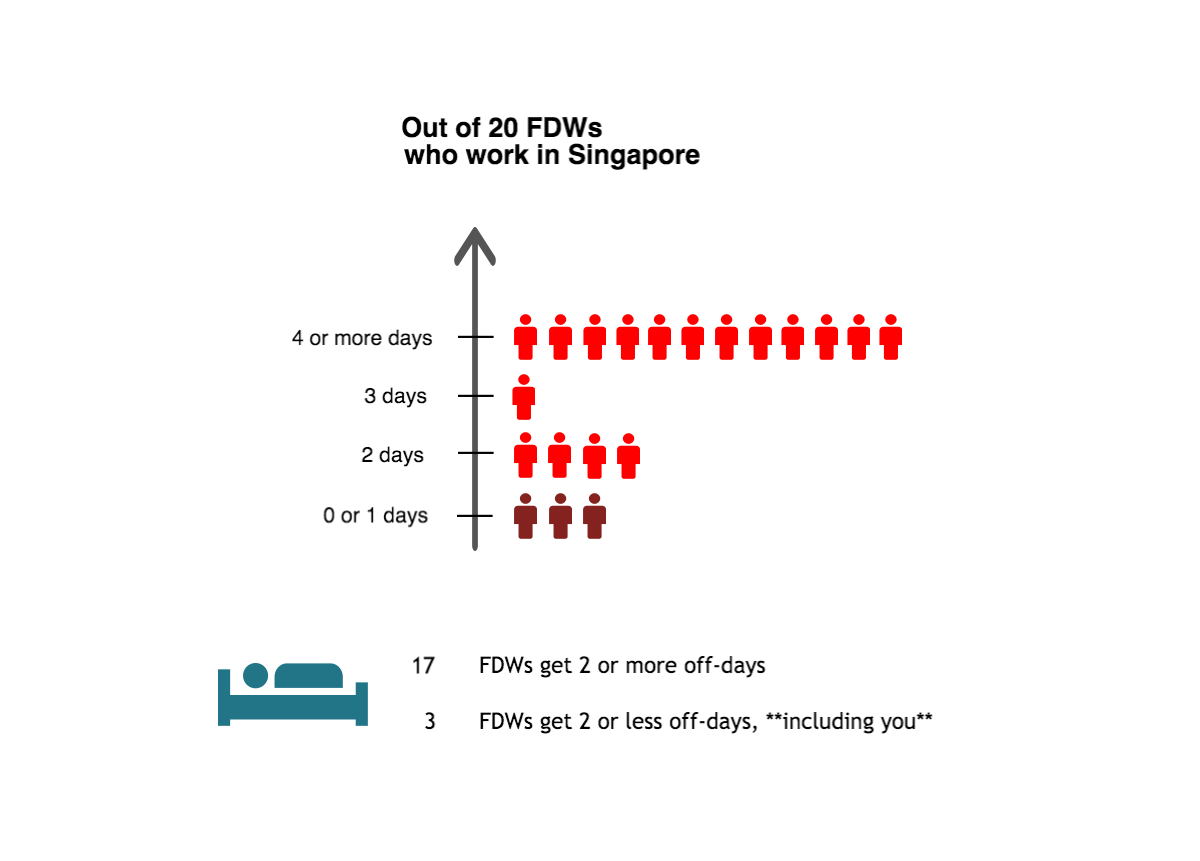 Out of 20 FDWs
who work in Singapore
4 or more days
3 days
2 days
0 or 1 days
17 FDWs get 2 or more off-days
3 FDWs get 2 or less off-days, **including you**